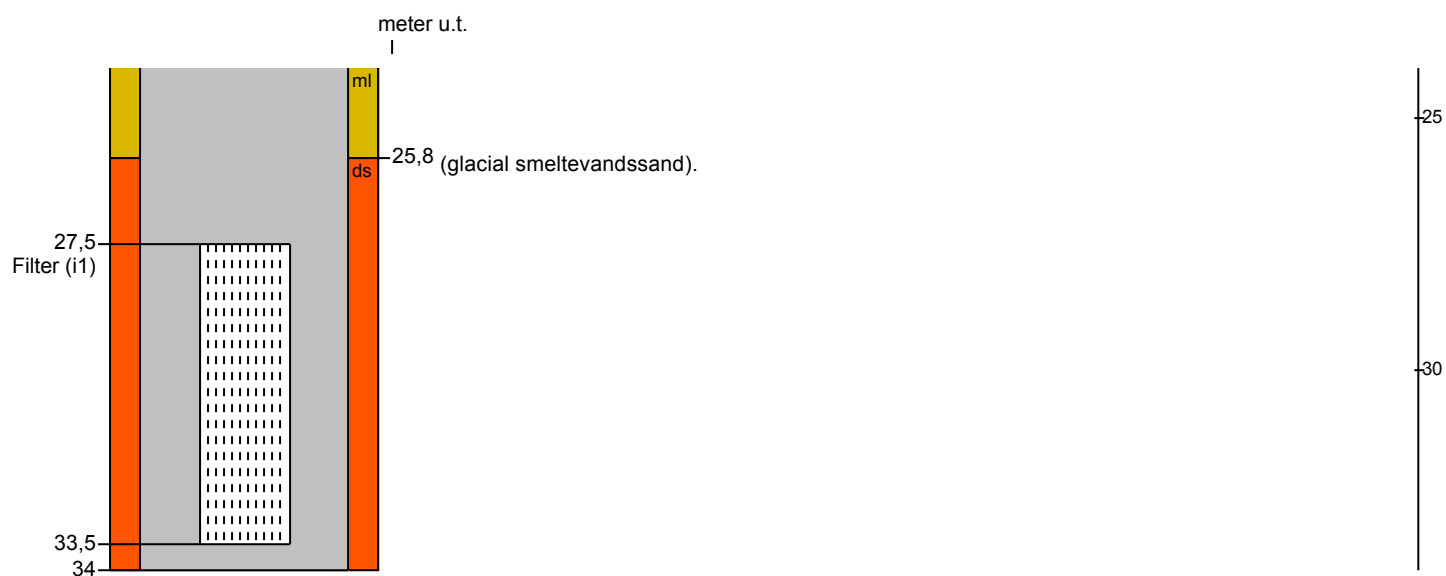 meter u.t.
ml
25
25,8 (glacial smeltevandssand).
ds
27,5
Filter (i1)
30
33,5
34